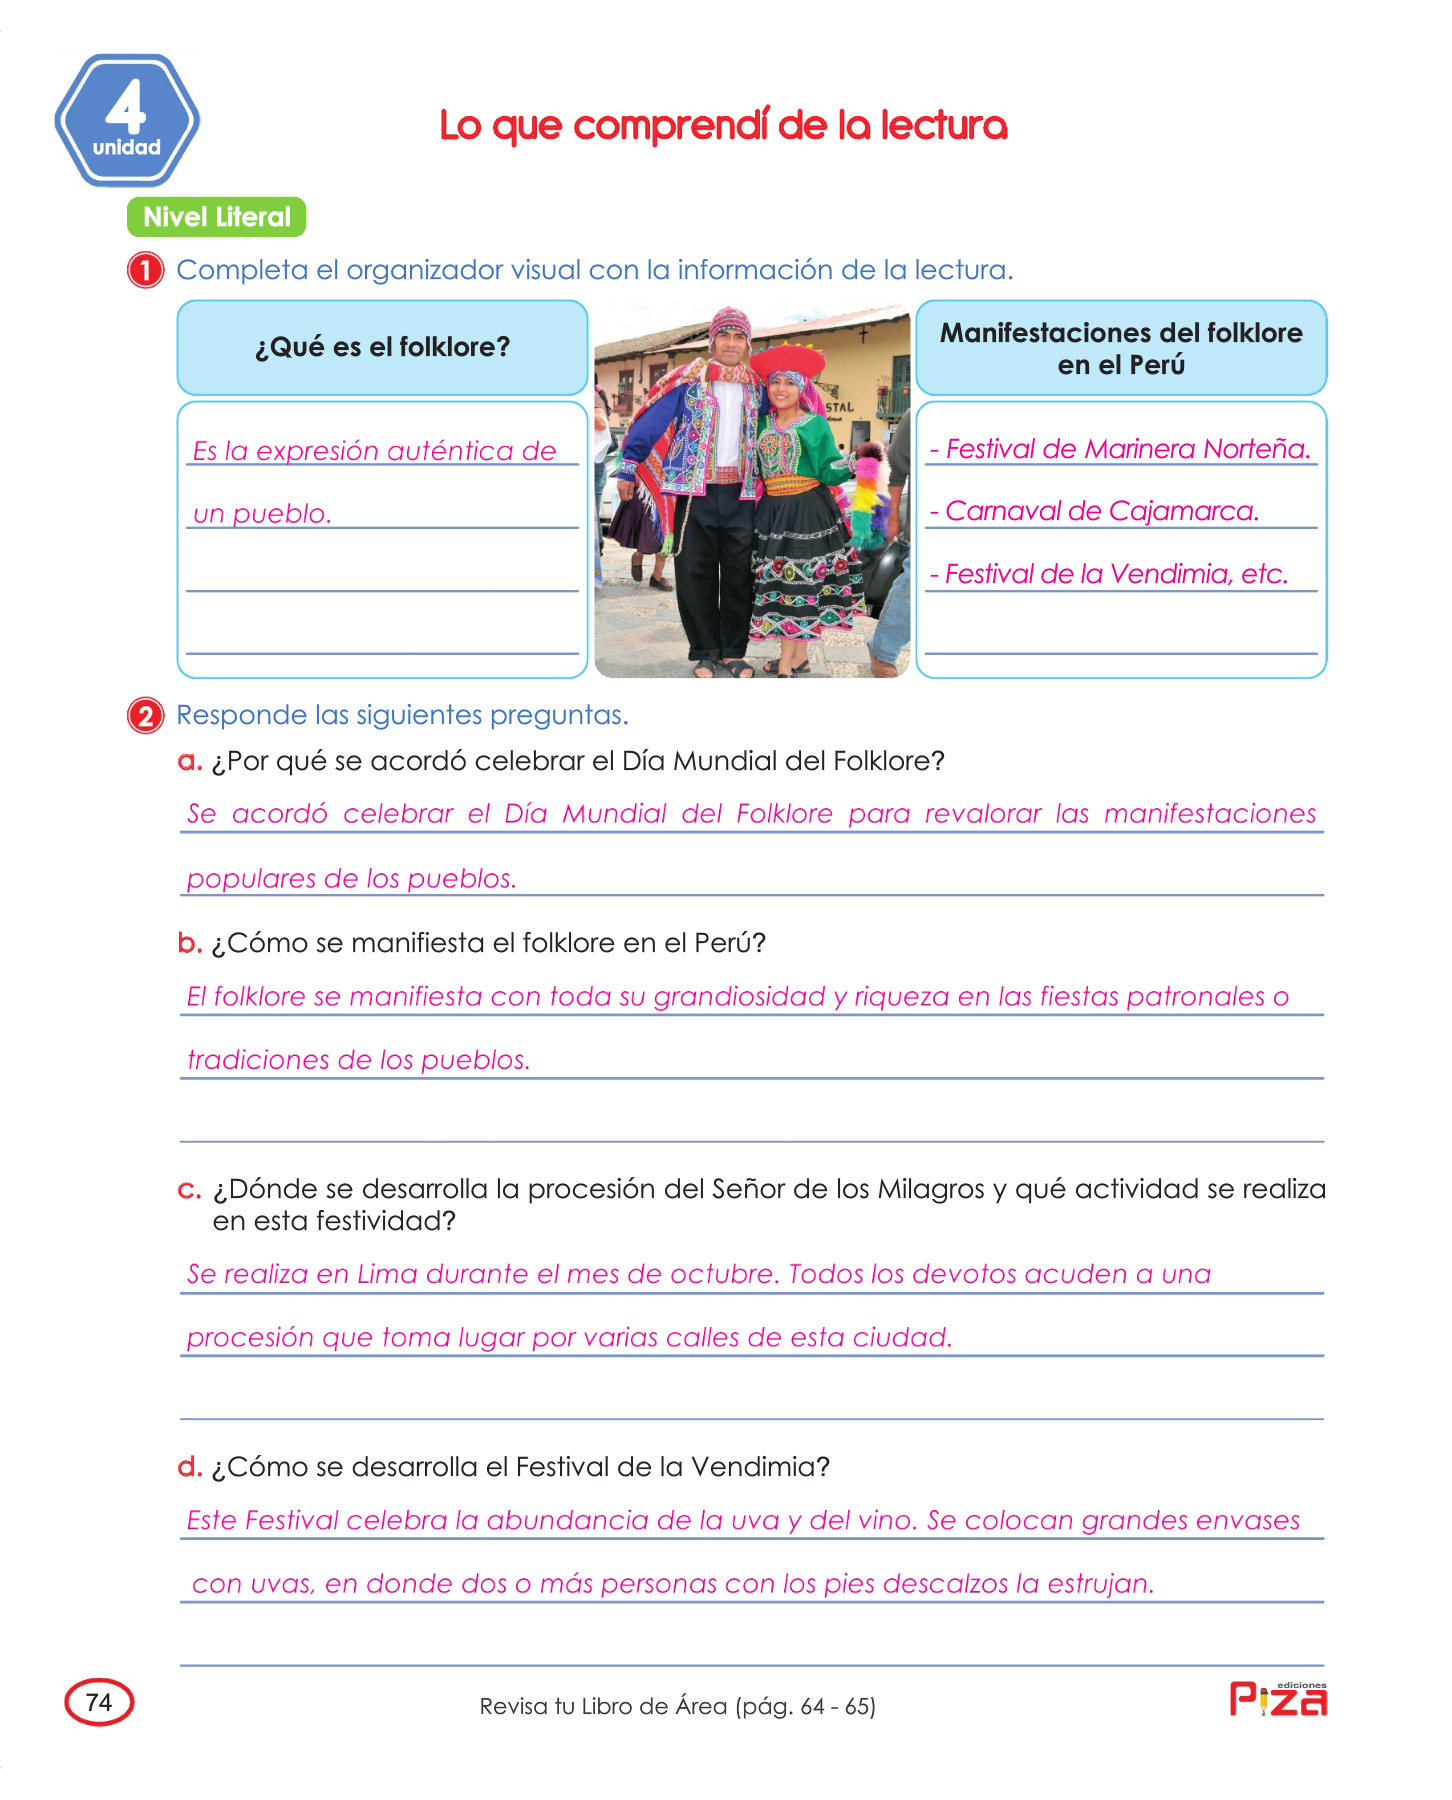 4
unidad
Lo que comprendí de la lectura
Nivel Literal
1 Completa el organizador visual con la información de la lectura.
¿Qué es el folklore?
Es la expresión auténtica de
un pueblo.
STAL
Manifestaciones del folklore
en el Perú
- Festival de Marinera Norteña.
- Carnaval de Cajamarca.
- Festival de la Vendimia, etc.
2 Responde las siguientes preguntas.
a. ¿Por qué se acordó celebrar el Día Mundial del Folklore?
Se acordó celebrar el Día Mundial del Folklore para revalorar las manifestaciones
populares de los pueblos.
b. ¿Cómo se manifiesta el folklore en el Perú?
El folklore se manifiesta con toda su grandiosidad y riqueza en las fiestas patronales o
tradiciones de los pueblos.
c. ¿Dónde se desarrolla la procesión del Señor de los Milagros y qué actividad se realiza
en esta festividad?
Se realiza en Lima durante el mes de octubre. Todos los devotos acuden a una
procesión que toma lugar por varias calles de esta ciudad.
d. ¿Cómo se desarrolla el Festival de la Vendimia?
Este Festival celebra la abundancia de la uva y del vino. Se colocan grandes envases
con uvas, en donde dos o más personas con los pies descalzos la estrujan.
74
Revisa tu Libro de Área (pág. 64 - 65)
ediciones
Piza